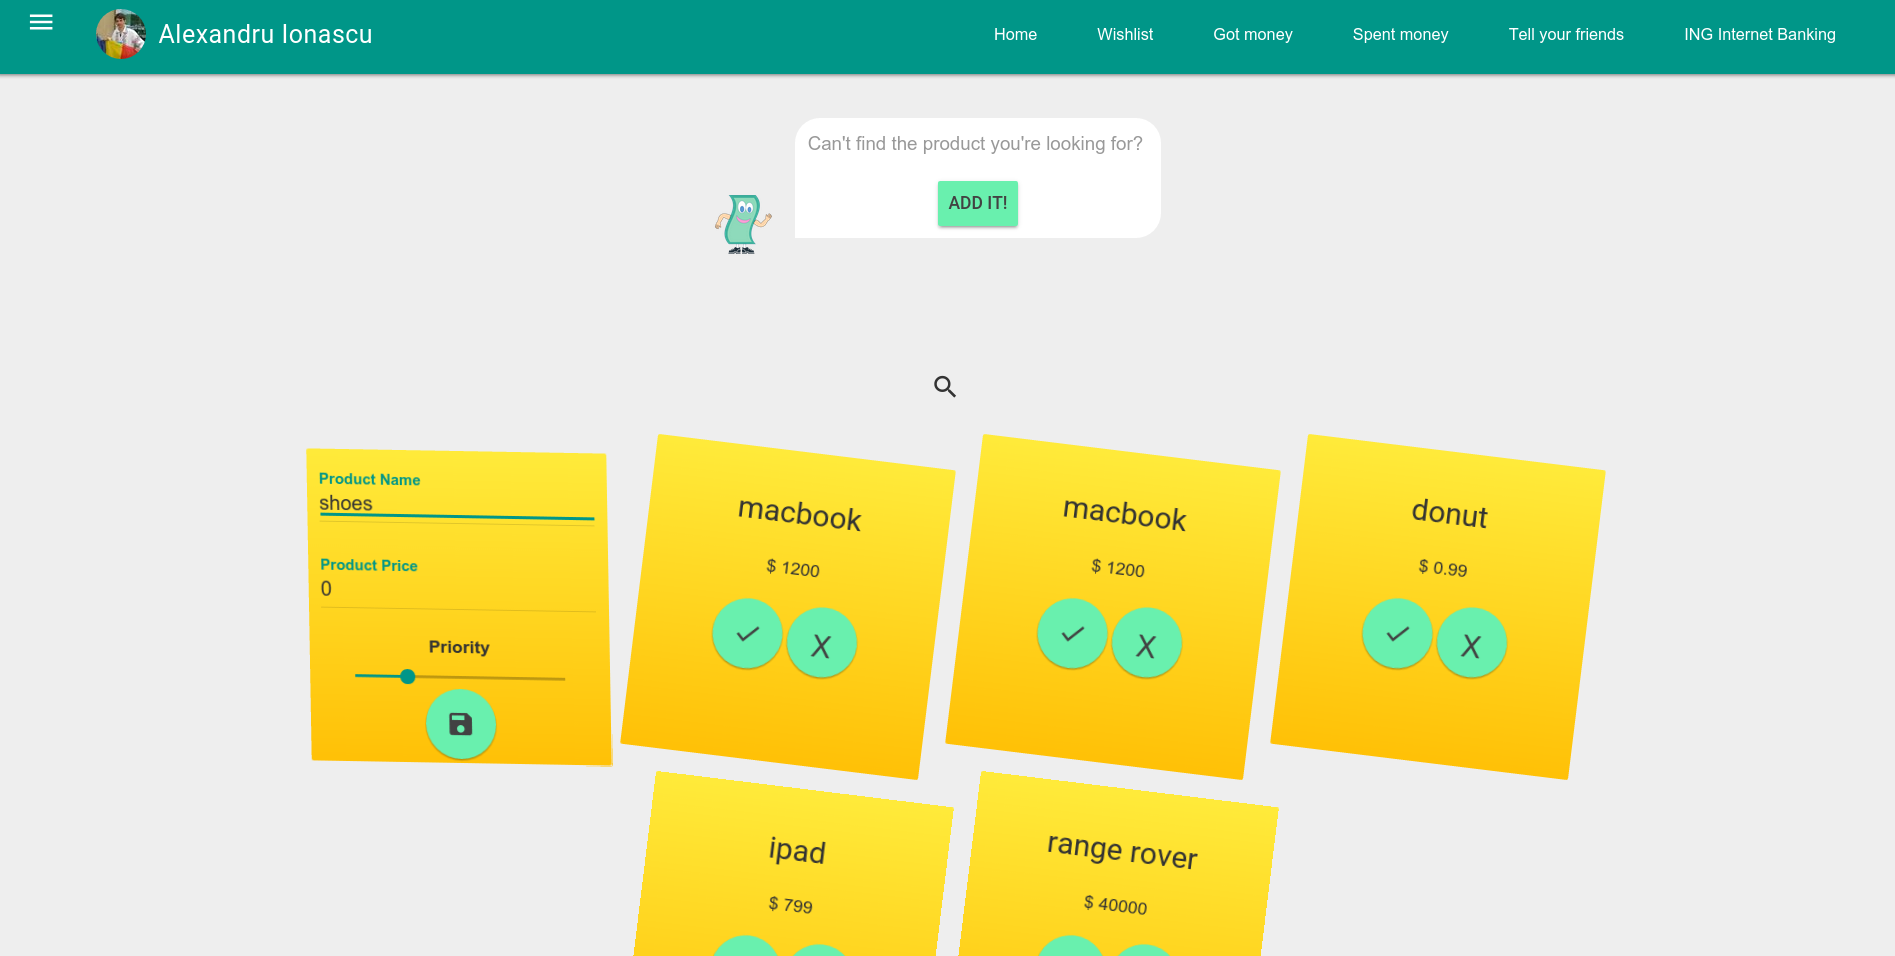 Alexandru Ionascu
Home
Wishlist
Got money
Spent money
Tell your friends
ING Internet Banking
Can't find the product you're looking for?
ADD IT!
Product Name
shoes
Product Price
0
Priority
macbook
$ 1200
X
macbook
$ 1200
X
donut
$ 0.99
X
ipad
$ 799
range rover
$ 40000